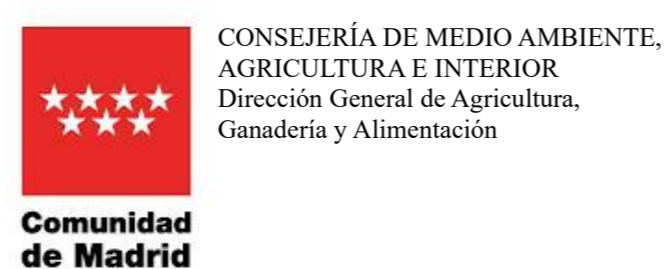 CONSEJERÍA DE MEDIO AMBIENTE,
AGRICULTURA E INTERIOR
Dirección General de Agricultura,
Ganadería y Alimentación
Comunidad
de Madrid